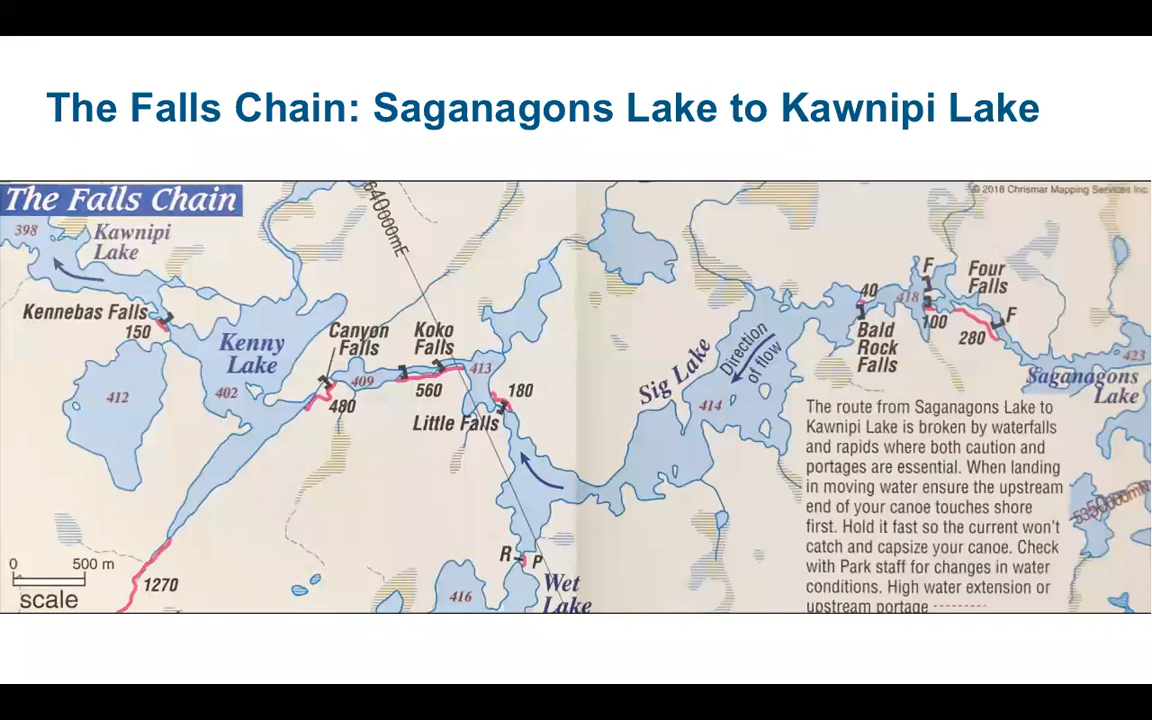 The Falls Chain: Saganagons Lake to Kawnipi Lake
The Falls Chain
© 2018 Chrismar Mapping Services Inc.
398
Kawnipi
Lake
640000mE
Kennebas Falls
150
Kenny
Lake
402
412
Canyon
Falls
409
480
Koko
Falls
413
560
180
Little Falls
Sig Lake
414
Direction
of flow
40
418
F
Four
Falls
F
100
280
Bald
Rock
Falls
423
Saganagons
Lake
The route from Saganagons Lake to
Kawnipi Lake is broken by waterfalls
and rapids where both caution and
portages are essential. When landing
in moving water ensure the upstream
end of your canoe touches shore
first. Hold it fast so the current won't
catch and capsize your canoe. Check
with Park staff for changes in water
conditions. High water extension or
upstream portage --------
R
P
Wet
Lake
416
1270
0 500 m
scale